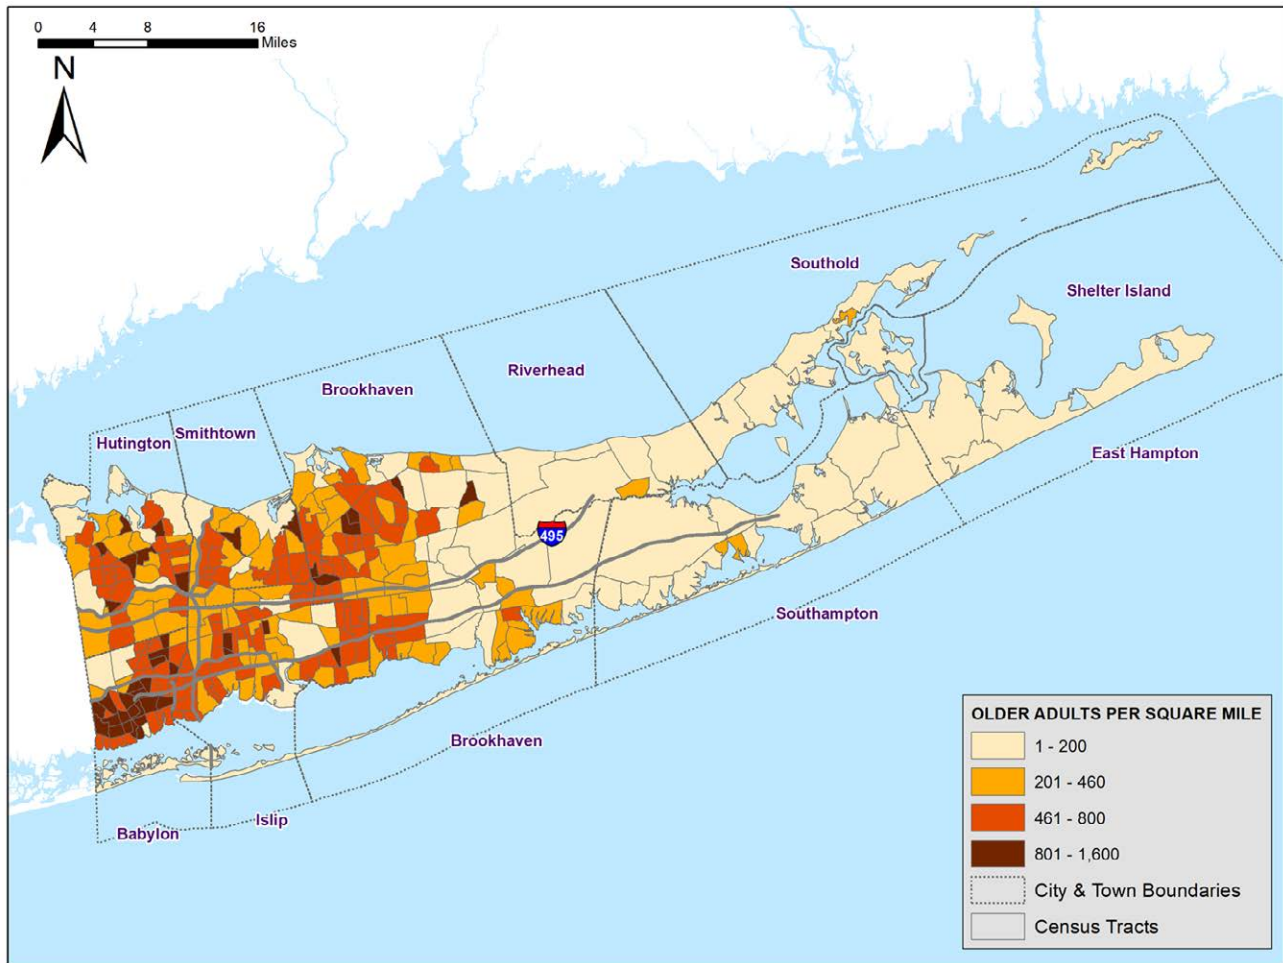 0 4 8 16
Miles
N
Southold
Shelter Island
Riverhead
Brookhaven
Smithtown
Hutington
East Hampton
495
Southampton
Brookhaven
Islip
Babylon
OLDER ADULTS PER SQUARE MILE
1 - 200
201 - 460
461 - 800
801 - 1,600
City & Town Boundaries
Census Tracts